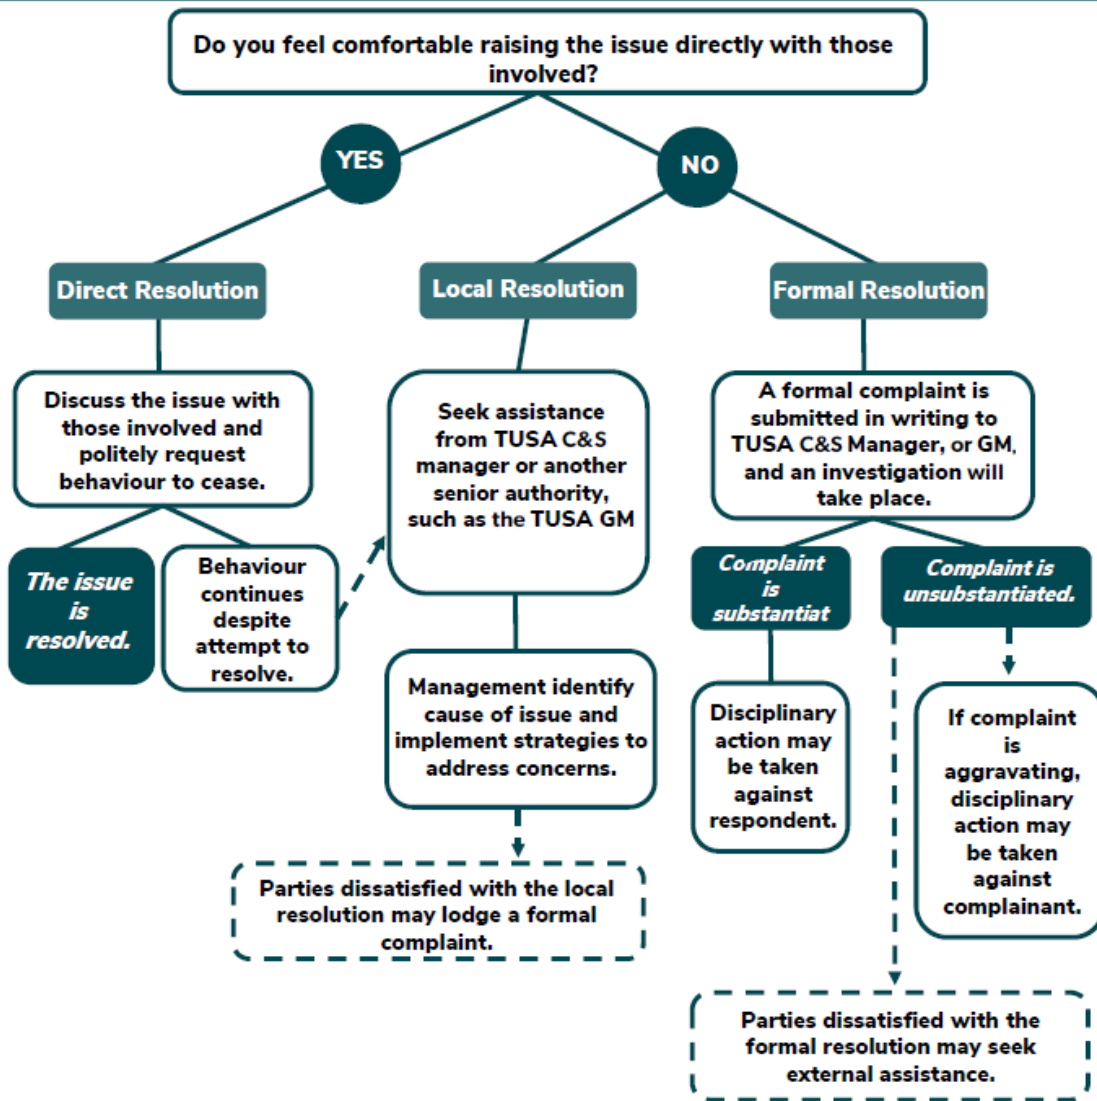 Do you feel comfortable raising the issue directly with those
involved?
YES
NO
Direct Resolution
Local Resolution
Formal Resolution
Discuss the issue with
those involved and
politely request
behaviour to cease.
Seek assistance
from TUSA C&S
manager or another
senior authority,
such as the TUSA GM
A formal complaint is
submitted in writing to
TUSA C&S Manager, or GM,
and an investigation will
take place.
The issue
is
resolved.
Behaviour
continues
despite
attempt to
resolve.
Complaint
is
substantiat
Complaint is
unsubstantiated.
Management identify
cause of issue and
implement strategies to
address concerns.
Disciplinary
action may
be taken
against
respondent.
If complaint
is
aggravating,
disciplinary
action may
be taken
against
complainant.
Parties dissatisfied with the local
resolution may lodge a formal
complaint.
Parties dissatisfied with the
formal resolution may seek
external assistance.